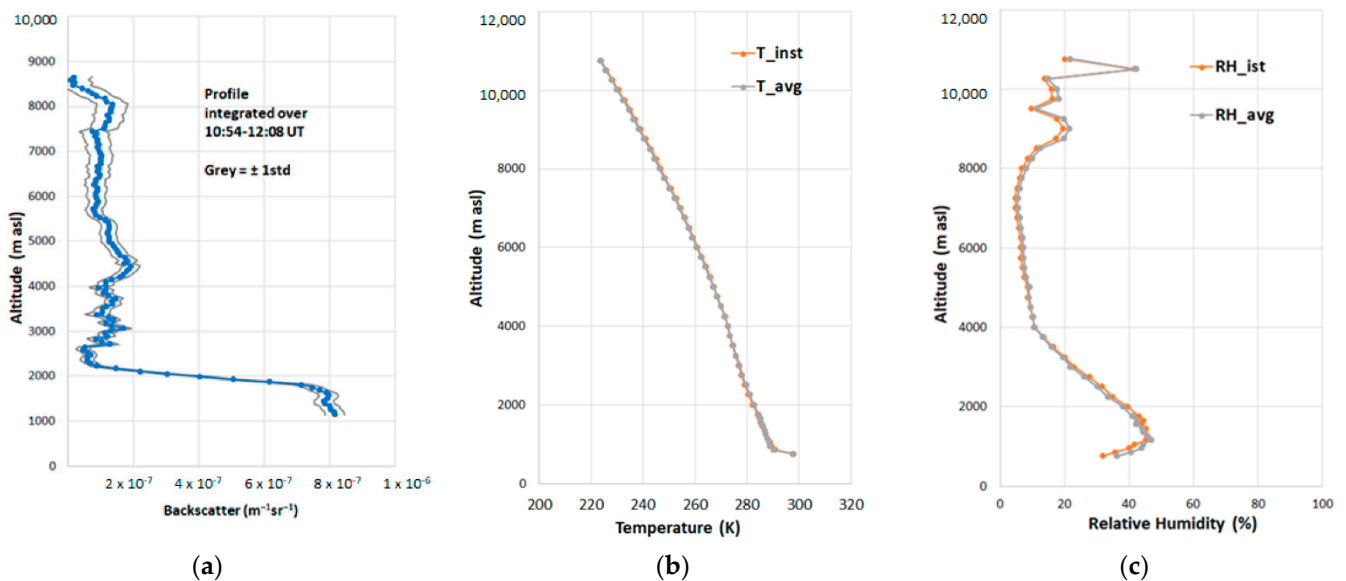 10,000
9000
8000
7000
6000
5000
4000
3000
2000
1000
0
Altitude (m asl)
Profile
integrated over
10:54-12:08 UT
Grey = ± 1std
2 x 10⁻⁷ 4 x 10⁻⁷ 6 x 10⁻⁷ 8 x 10⁻⁷ 1 x 10⁻⁶
Backscatter (m⁻¹sr⁻¹)
(a)
12,000
10,000
8000
6000
4000
2000
0
Altitude (m asl)
T_inst
T_avg
200 220 240 260 280 300 320
Temperature (K)
(b)
12,000
10,000
8000
6000
4000
2000
0
Altitude (m asl)
RH_ist
RH_avg
0 20 40 60 80 100
Relative Humidity (%)
(c)